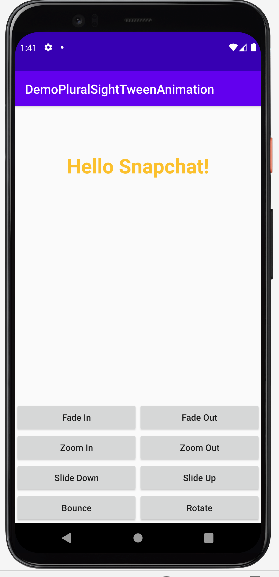 1:41
DemoPluralSightTweenAnimation
Hello Snapchat!
Fade In Fade Out
Zoom In Zoom Out
Slide Down Slide Up
Bounce Rotate